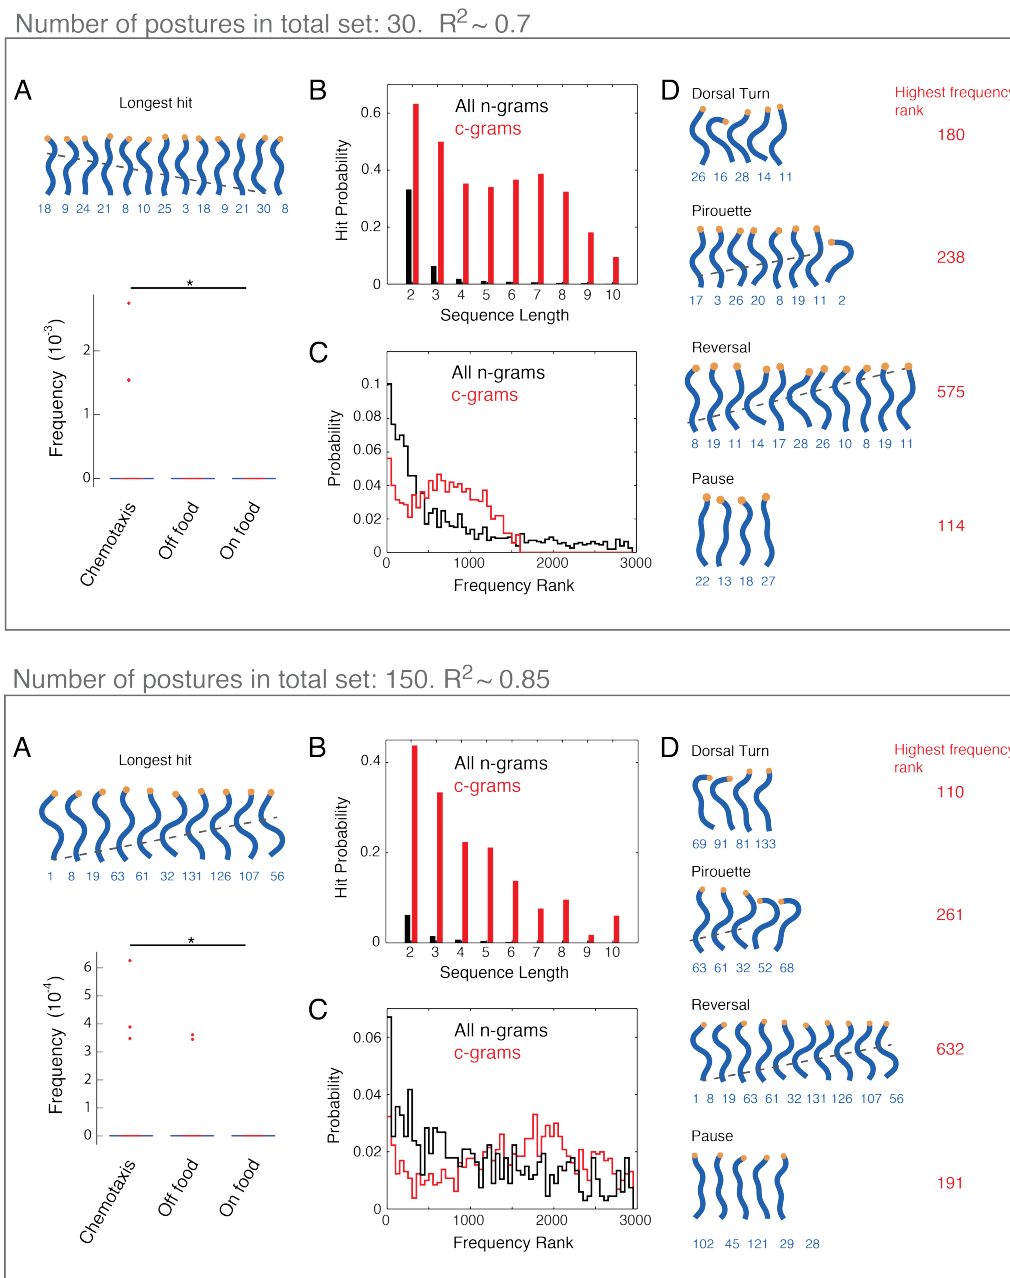 Number of postures in total set: 30. R2 ~ 0.7
A
Longest hit
18 9 24 21 8 10 25 3 18 9 21 30 8
*
Frequency (10-3)
2
1
0
Chemotaxis
Off food
On food
B
All n-grams
c-grams
Hit Probability
0.6
0.4
0.2
0
2 3 4 5 6 7 8 9 10
Sequence Length
C
All n-grams
c-grams
Probability
0.1
0.08
0.06
0.04
0.02
0
0 1000 2000 3000
Frequency Rank
D
Highest frequency
rank
Dorsal Turn
180
26 16 28 14 11
Pirouette
238
17 3 26 20 8 19 11 2
Reversal
575
8 19 11 14 17 28 26 10 8 19 11
Pause
114
22 13 18 27
Number of postures in total set: 150. R2 ~ 0.85
A
Longest hit
1 8 19 63 61 32 131 126 107 56
*
Frequency (10-4)
6
5
4
3
2
1
0
Chemotaxis
Off food
On food
B
All n-grams
c-grams
Hit Probability
0.4
0.2
0
2 3 4 5 6 7 8 9 10
Sequence Length
C
All n-grams
c-grams
Probability
0.06
0.04
0.02
0
0 1000 2000 3000
Frequency Rank
D
Highest frequency
rank
Dorsal Turn
110
69 91 81 133
Pirouette
261
63 61 32 52 68
Reversal
632
1 8 19 63 61 32 131 126 107 56
Pause
191
102 45 121 29 28